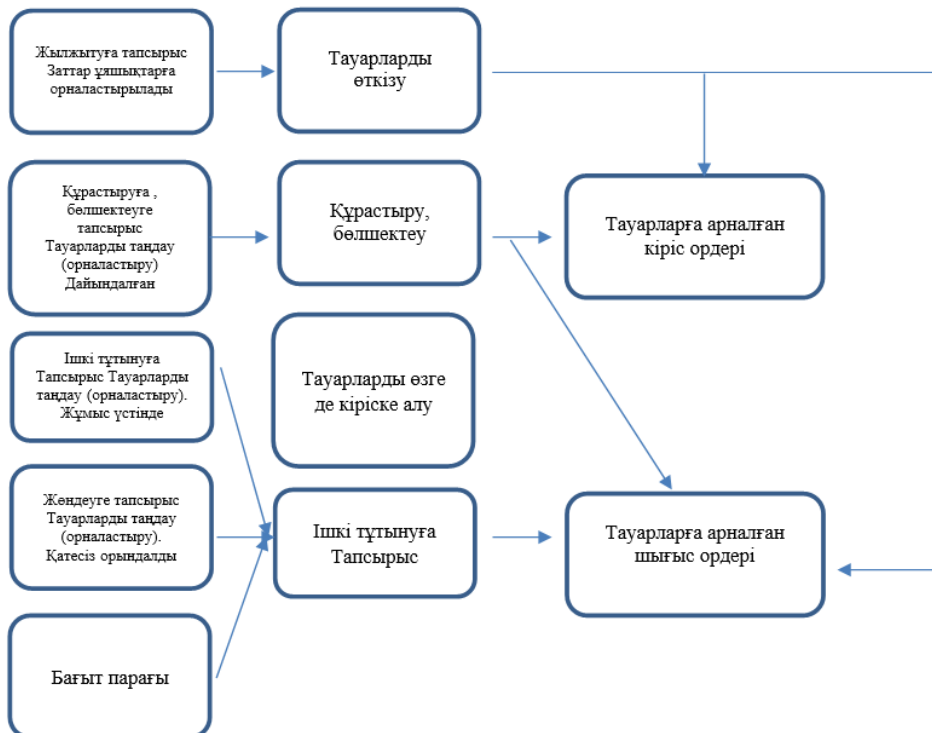 Жылжытуға тапсырыс
Заттар ұяшықтарға
орналастырылады
Тауарларды
өткізу
Құрастыруға ,
бөлшектеуге
тапсырыс
Тауарларды таңдау
(орналастыру)
Дайындалған
Құрастыру,
бөлшектеу
Тауарларға арналған
кіріс ордері
Ішкі тұтынуға
Тапсырыс Тауарларды
таңдау (орналастыру).
Жұмыс үстінде
Тауарларды өзге
де кіріске алу
Жөндеуге тапсырыс
Тауарларды таңдау
(орналастыру).
Қатесіз орындалды
Ішкі тұтынуға
Тапсырыс
Тауарларға арналған
шығыс ордері
Бағыт парағы